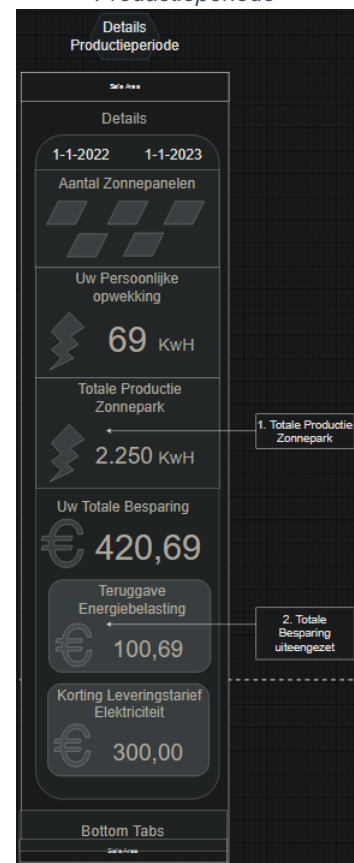 Productieperiode
Details
Productieperiode
Safe Area
Details
1-1-2022 1-1-2023
Aantal Zonnepanelen
Uw Persoonlijke
opwekking
69 KwH
Totale Productie
Zonnepark
2.250 KwH
1. Totale Productie
Zonnepark
Uw Totale Besparing
€ 420,69
Teruggave
Energiebelasting
€ 100,69
2. Totale
Besparing
uiteengezet
Korting Leveringstarief
Elektriciteit
€ 300,00
Bottom Tabs
Safe Area